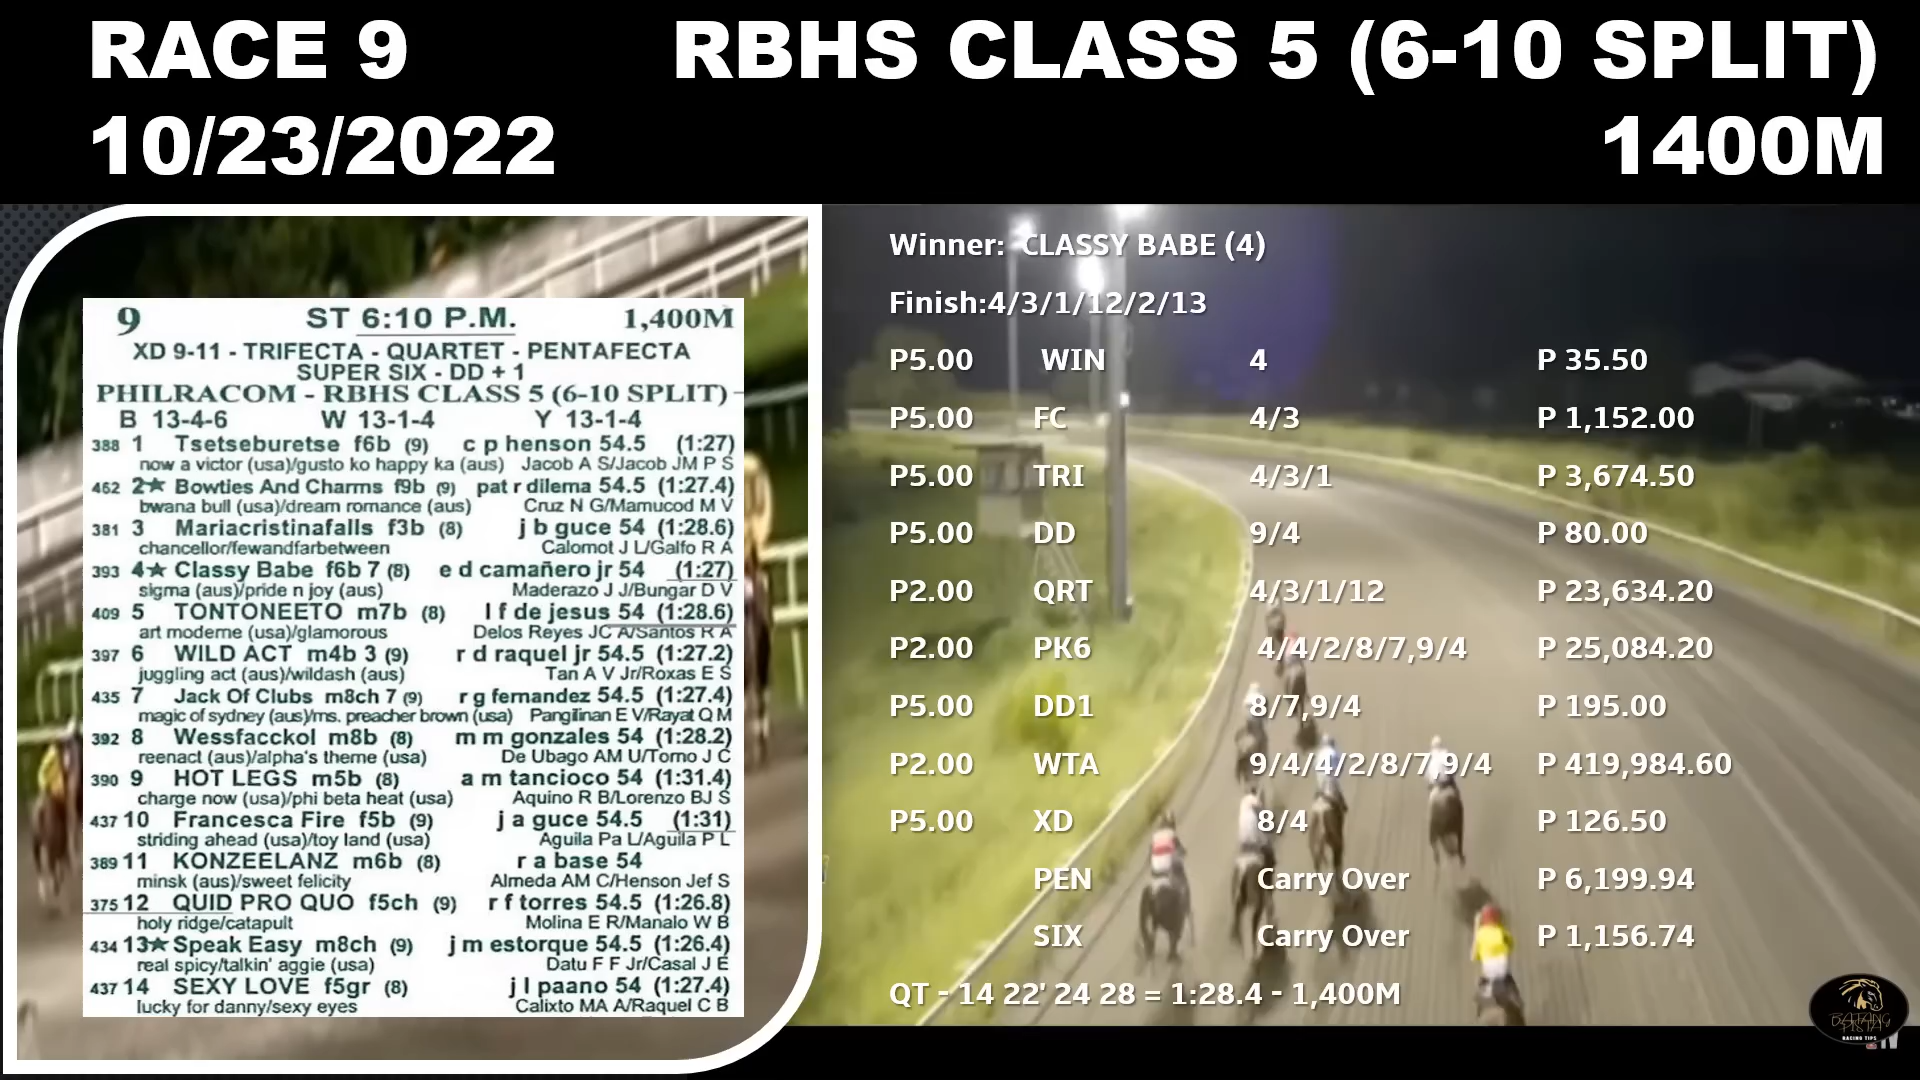 RACE 9
RBHS CLASS 5 (6-10 SPLIT)
10/23/2022
1400M
9 ST 6:10 P.M. 1,400M
XD 9-11 - TRIFECTA - QUARTET - PENTAFECTA
SUPER SIX - DD + 1
PHILRACOM - RBHS CLASS 5 (6-10 SPLIT)
B 13-4-6 W 13-1-4 Y 13-1-4
388 1 Tsetseburetse f6b (9) c p henson 54.5 (1:27)
now a victor (usa)/gusto ko happy ka (aus) Jacob A S/Jacob JM P S
462 2★ Bowties And Charms f9b (9) pat r dilema 54.5 (1:27.4)
bwana bull (usa)/dream romance (aus) Cruz N G/Mamucod M V
381 3 Mariacristinafalls f3b (8) j b guce 54 (1:28.6)
chancellor/fewandfarbetween Calomot J L/Galfo R A
393 4★ Classy Babe f6b 7 (8) e d camañero jr 54 (1:27)
sigma (aus)/pride n joy (aus) Maderazo J J/Bungar D V
409 5 TONTONEETO m7b (8) l f de jesus 54 (1:28.6)
art moderne (usa)/glamorous Delos Reyes JC A/Santos R A
397 6 WILD ACT m4b 3 (9) r d raquel jr 54.5 (1:27.2)
juggling act (aus)/wildash (aus) Tan A V Jr/Roxas E S
435 7 Jack Of Clubs m8ch 7 (9) r g fernandez 54.5 (1:27.4)
magic of sydney (aus)/ms. preacher brown (usa) Pangilinan E V/Rayat Q M
392 8 Wessfacckol m8b (8) m m gonzales 54 (1:28.2)
reenact (aus)/alpha's theme (usa) De Ubago AM U/Torno J C
390 9 HOT LEGS m5b (8) a m tancioco 54 (1:31.4)
charge now (usa)/phi beta heat (usa) Aquino R B/Lorenzo BJ S
437 10 Francesca Fire f5b (9) j a guce 54.5 (1:31)
striding ahead (usa)/toy land (usa) Aguila Pa L/Aguila P L
389 11 KONZEELANZ m6b (8) r a base 54
minsk (aus)/sweet felicity Almeda AM C/Henson Jef S
375 12 QUID PRO QUO f5ch (9) r f torres 54.5 (1:26.8)
holy ridge/catapult Molina E R/Manalo W B
434 13★ Speak Easy m8ch (9) j m estorque 54.5 (1:26.4)
real spicy/talkin' aggie (usa) Datu F F Jr/Casal J E
437 14 SEXY LOVE f5gr (8) j l paano 54 (1:27.4)
lucky for danny/sexy eyes Calixto MA A/Raquel C B
Winner: CLASSY BABE (4)
Finish:4/3/1/12/2/13
P5.00 WIN 4 P 35.50
P5.00 FC 4/3 P 1,152.00
P5.00 TRI 4/3/1 P 3,674.50
P5.00 DD 9/4 P 80.00
P2.00 QRT 4/3/1/12 P 23,634.20
P2.00 PK6 4/4/2/8/7,9/4 P 25,084.20
P5.00 DD1 8/7,9/4 P 195.00
P2.00 WTA 9/4/4/2/8/7,9/4 P 419,984.60
P5.00 XD 8/4 P 126.50
PEN Carry Over P 6,199.94
SIX Carry Over P 1,156.74
QT - 14 22' 24 28 = 1:28.4 - 1,400M
BATANG
PISTA
RACING TIPS